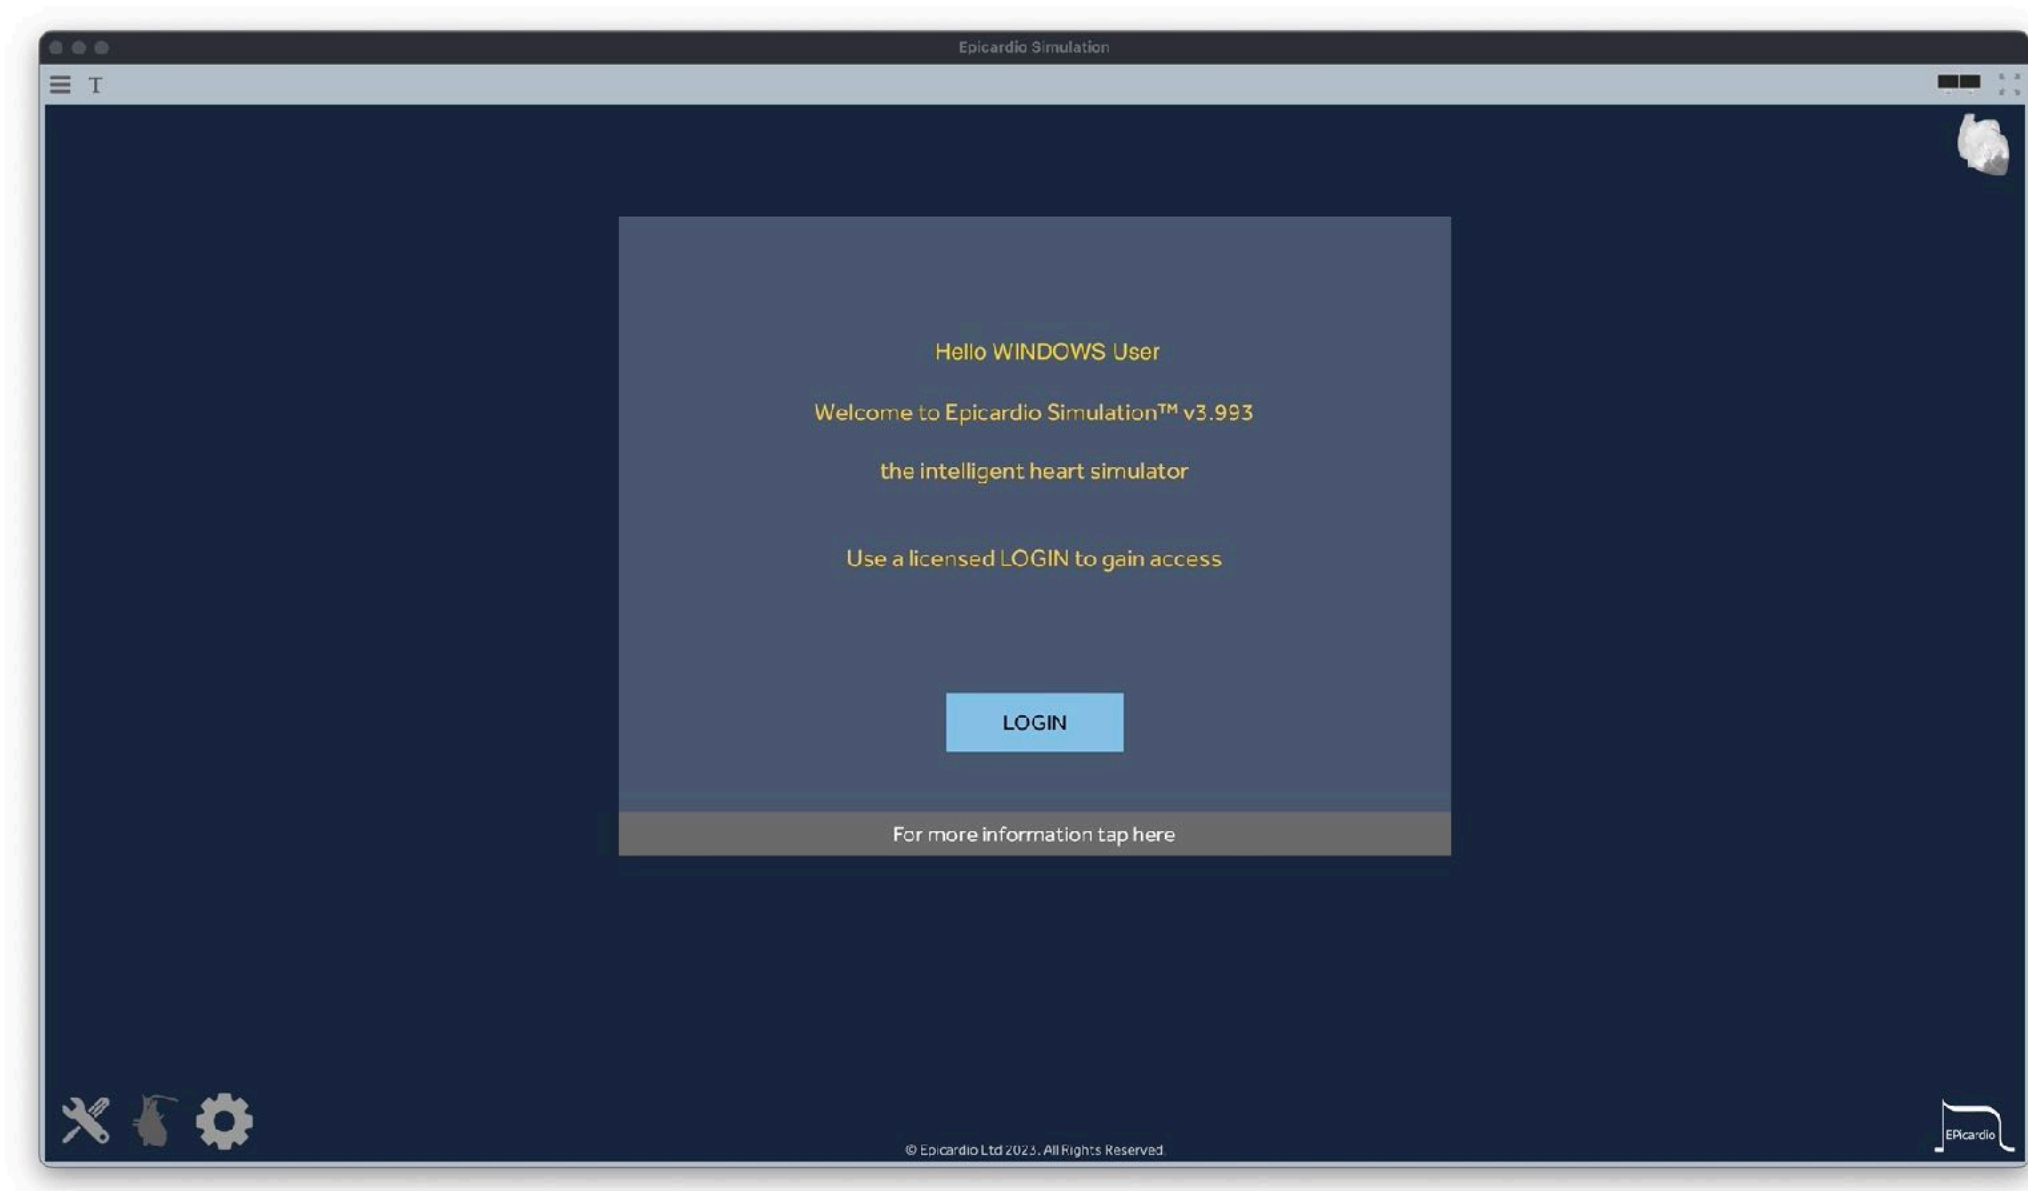 Epicardio Simulation
T
Hello WINDOWS User
Welcome to Epicardio Simulation™ v3.993
the intelligent heart simulator
Use a licensed LOGIN to gain access
LOGIN
For more information tap here
EPicardio
© Epicardio Ltd 2023. All Rights Reserved.